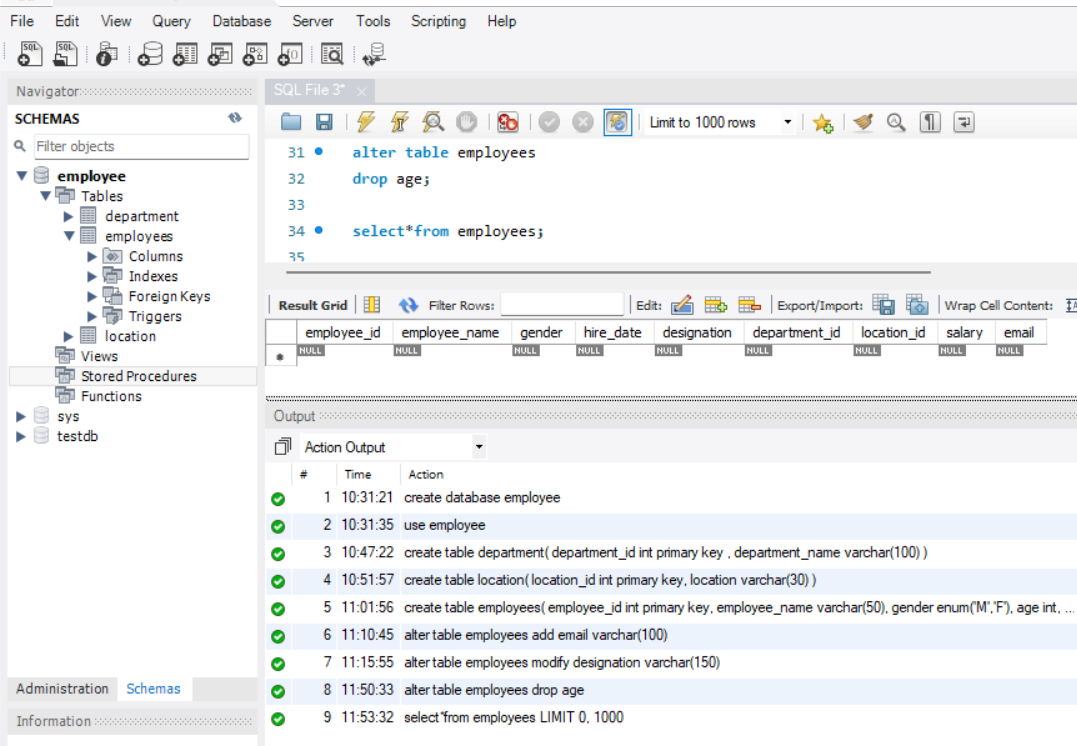 File Edit View Query Database Server Tools Scripting Help
SQL SQL
Navigator
SQL File 3*
SCHEMAS
Limit to 1000 rows
Filter objects
employee
Tables
department
employees
Columns
Indexes
Foreign Keys
Triggers
location
Views
Stored Procedures
Functions
sys
testdb
31 alter table employees
32 drop age;
33
34 select*from employees;
35
Result Grid Filter Rows: Edit: Export/Import: Wrap Cell Content:
employee_id employee_name gender hire_date designation department_id location_id salary email
NULL NULL NULL NULL NULL NULL NULL NULL NULL
Output
Action Output
# Time Action
1 10:31:21 create database employee
2 10:31:35 use employee
3 10:47:22 create table department( department_id int primary key , department_name varchar(100) )
4 10:51:57 create table location( location_id int primary key, location varchar(30) )
5 11:01:56 create table employees( employee_id int primary key, employee_name varchar(50), gender enum('M','F'), age int, ...
6 11:10:45 alter table employees add email varchar(100)
7 11:15:55 alter table employees modify designation varchar(150)
8 11:50:33 alter table employees drop age
9 11:53:32 select*from employees LIMIT 0, 1000
Administration Schemas
Information